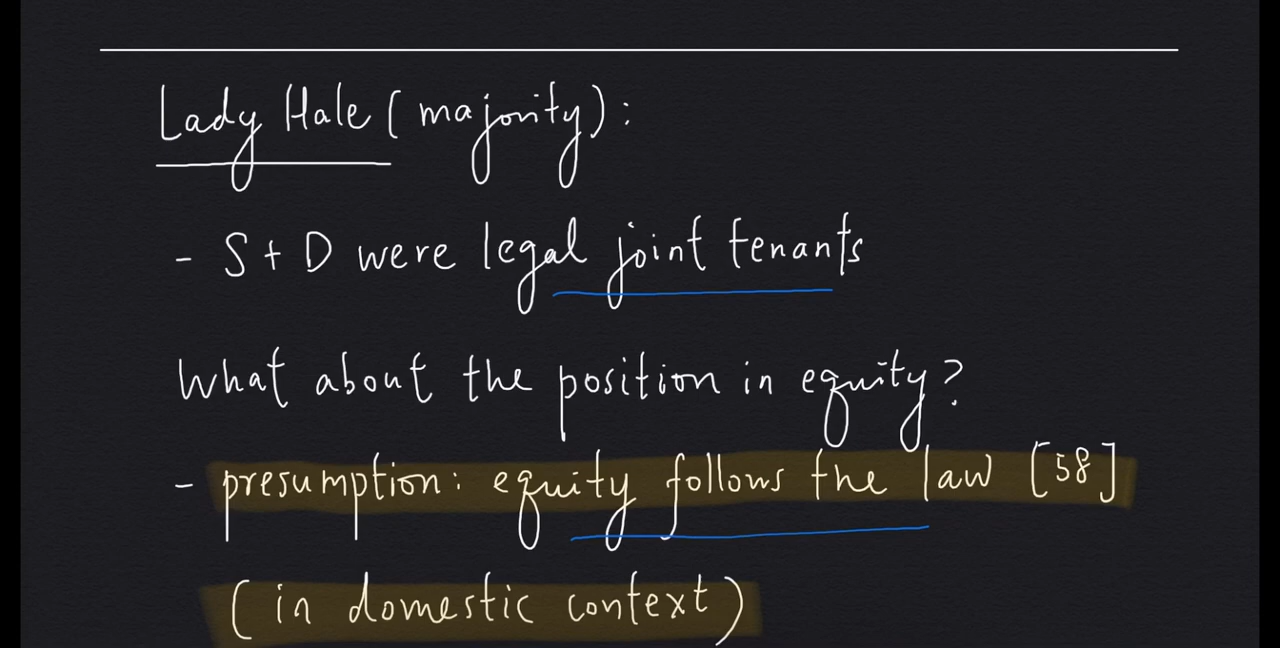 Lady Hale (majority):
- S + D were legal joint tenants
What about the position in equity?
- presumption: equity follows the law [58]
(in domestic context)